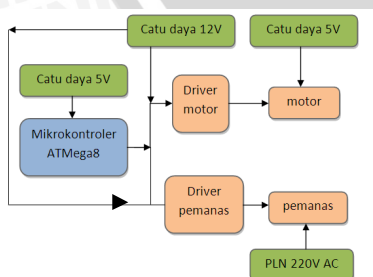 Catu daya 12V
Catu daya 5V
Catu daya 5V
Driver
motor
motor
Mikrokontroler
ATMega8
Driver
pemanas
pemanas
PLN 220V AC